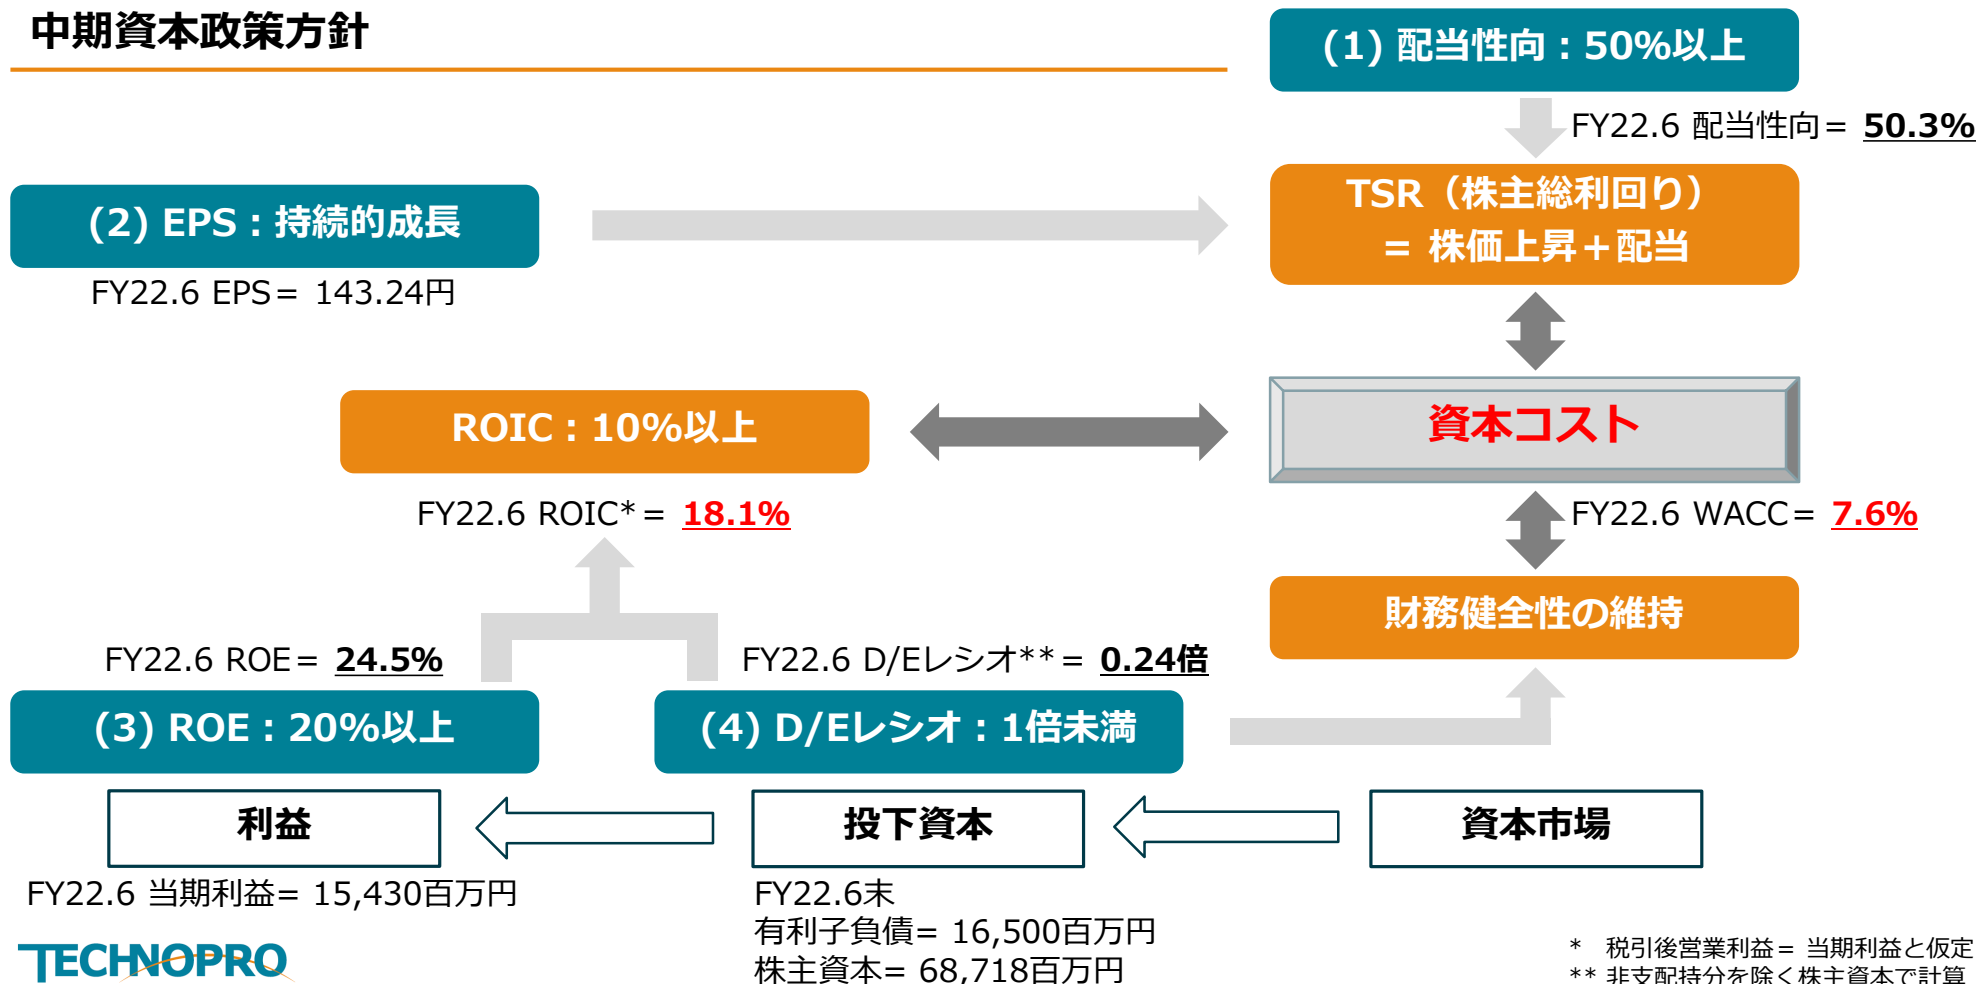 中期資本政策方針
(1) 配当性向：50%以上
FY22.6 配当性向＝ 50.3%
(2) EPS：持続的成長
FY22.6 EPS＝ 143.24円
TSR（株主総利回り）
＝ 株価上昇＋配当
ROIC：10%以上
FY22.6 ROIC*＝ 18.1%
資本コスト
FY22.6 WACC＝ 7.6%
財務健全性の維持
FY22.6 ROE＝ 24.5%
(3) ROE：20%以上
FY22.6 D/Eレシオ**＝ 0.24倍
(4) D/Eレシオ：1倍未満
利益
投下資本
資本市場
FY22.6 当期利益= 15,430百万円
FY22.6末
有利子負債= 16,500百万円
株主資本= 68,718百万円
TECHNOPRO
* 税引後営業利益＝ 当期利益と仮定
** 非支配持分を除く株主資本で計算